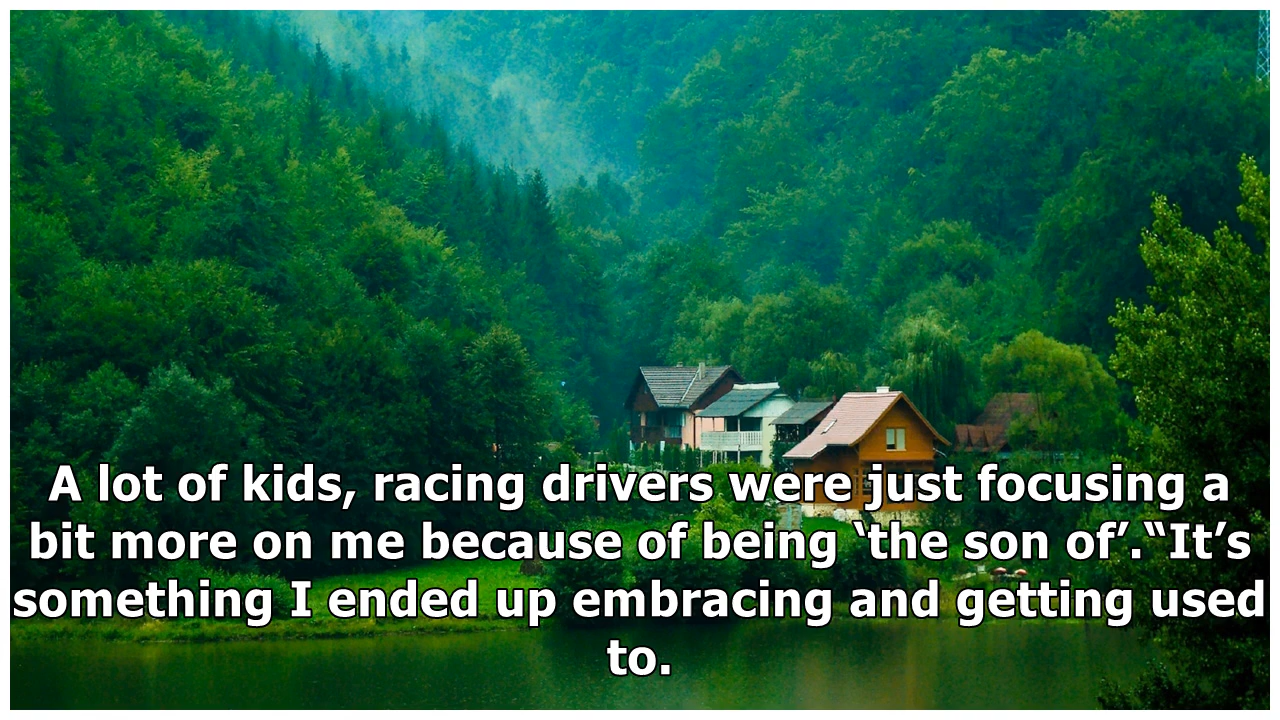 A lot of kids, racing drivers were just focusing a
bit more on me because of being ‘the son of’.“It’s
something I ended up embracing and getting used
to.